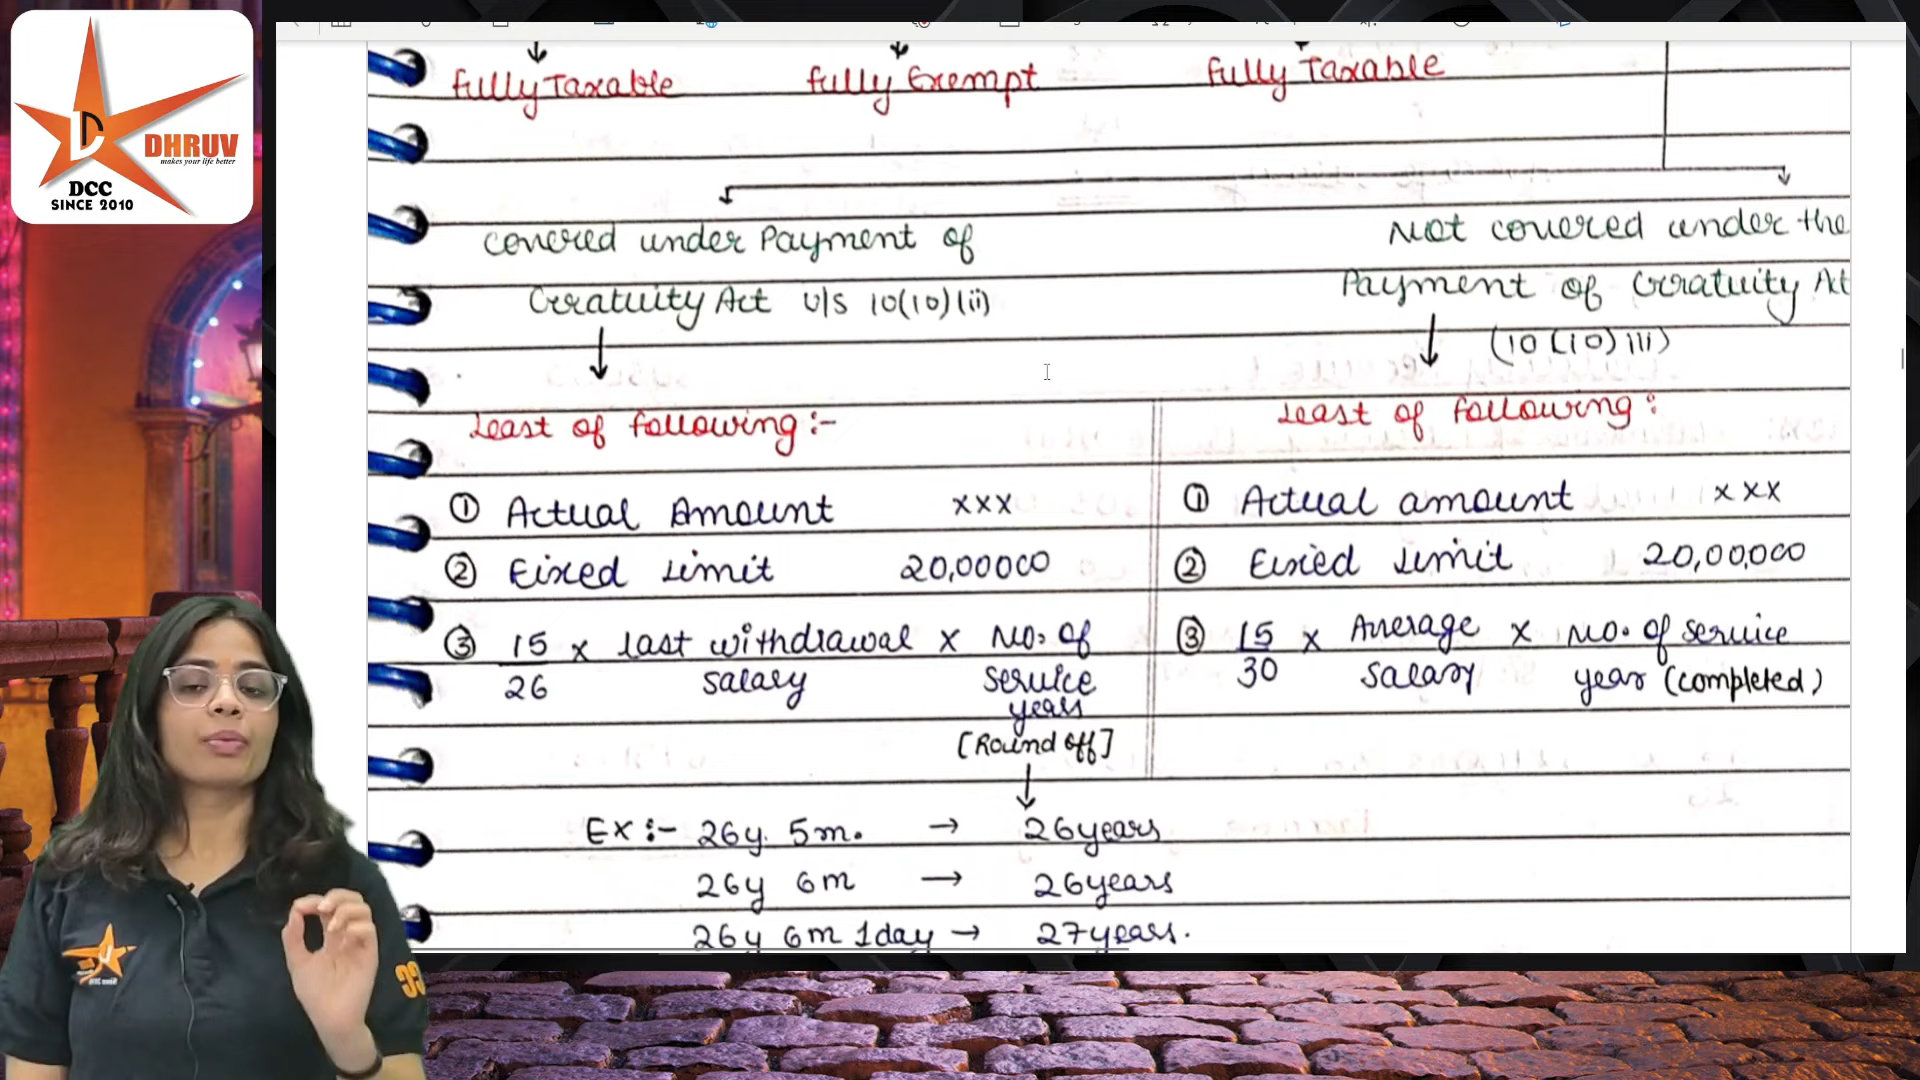 DC
DHRUV
makes your life better
DCC
SINCE 2010
fully Taxable fully Exempt fully Taxable
covered under Payment of
Gratuity Act U/S 10(10)(ii)
Not covered under the
Payment of Gratuity At
(10(10)iii)
Least of following:-
① Actual Amount xxx
② Fixed Limit 20,00000
③ 15/26 x last withdrawal salary x No. of service years
[Round off]
Ex:- 26y. 5m. → 26years
26y 6m → 26years
26y 6m 1day → 27years.
Least of following:
① Actual amount xxx
② Fixed Limit 20,00,000
③ 15/30 x Average salary x No. of service year (completed)